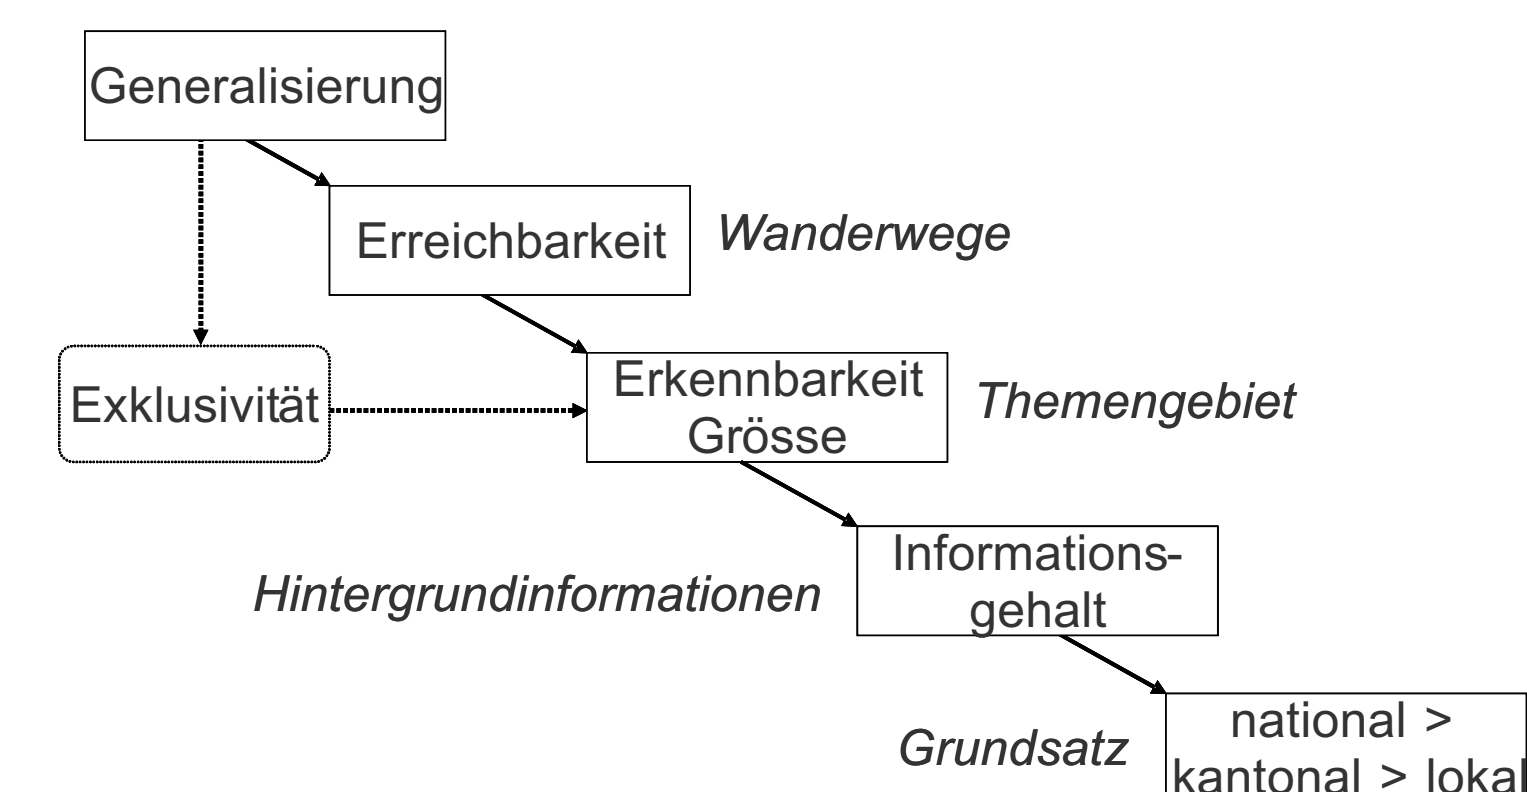 Generalisierung
Erreichbarkeit
Wanderwege
Exklusivität
Erkennbarkeit
Grösse
Themengebiet
Informations-
gehalt
Hintergrundinformationen
national >
kantonal > lokal
Grundsatz